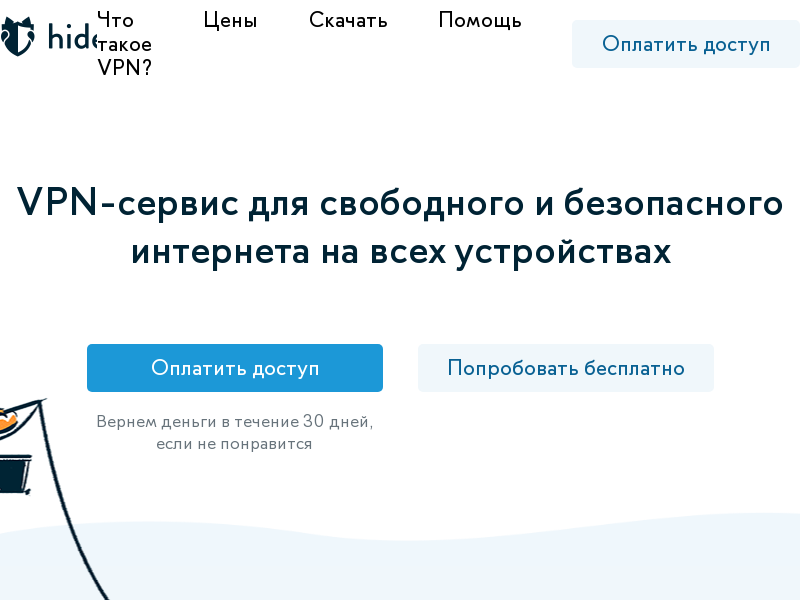 hide
Что
такое
VPN?
Цены
Скачать
Помощь
Оплатить доступ
VPN-сервис для свободного и безопасного
интернета на всех устройствах
Оплатить доступ
Попробовать бесплатно
Вернем деньги в течение 30 дней,
если не понравится